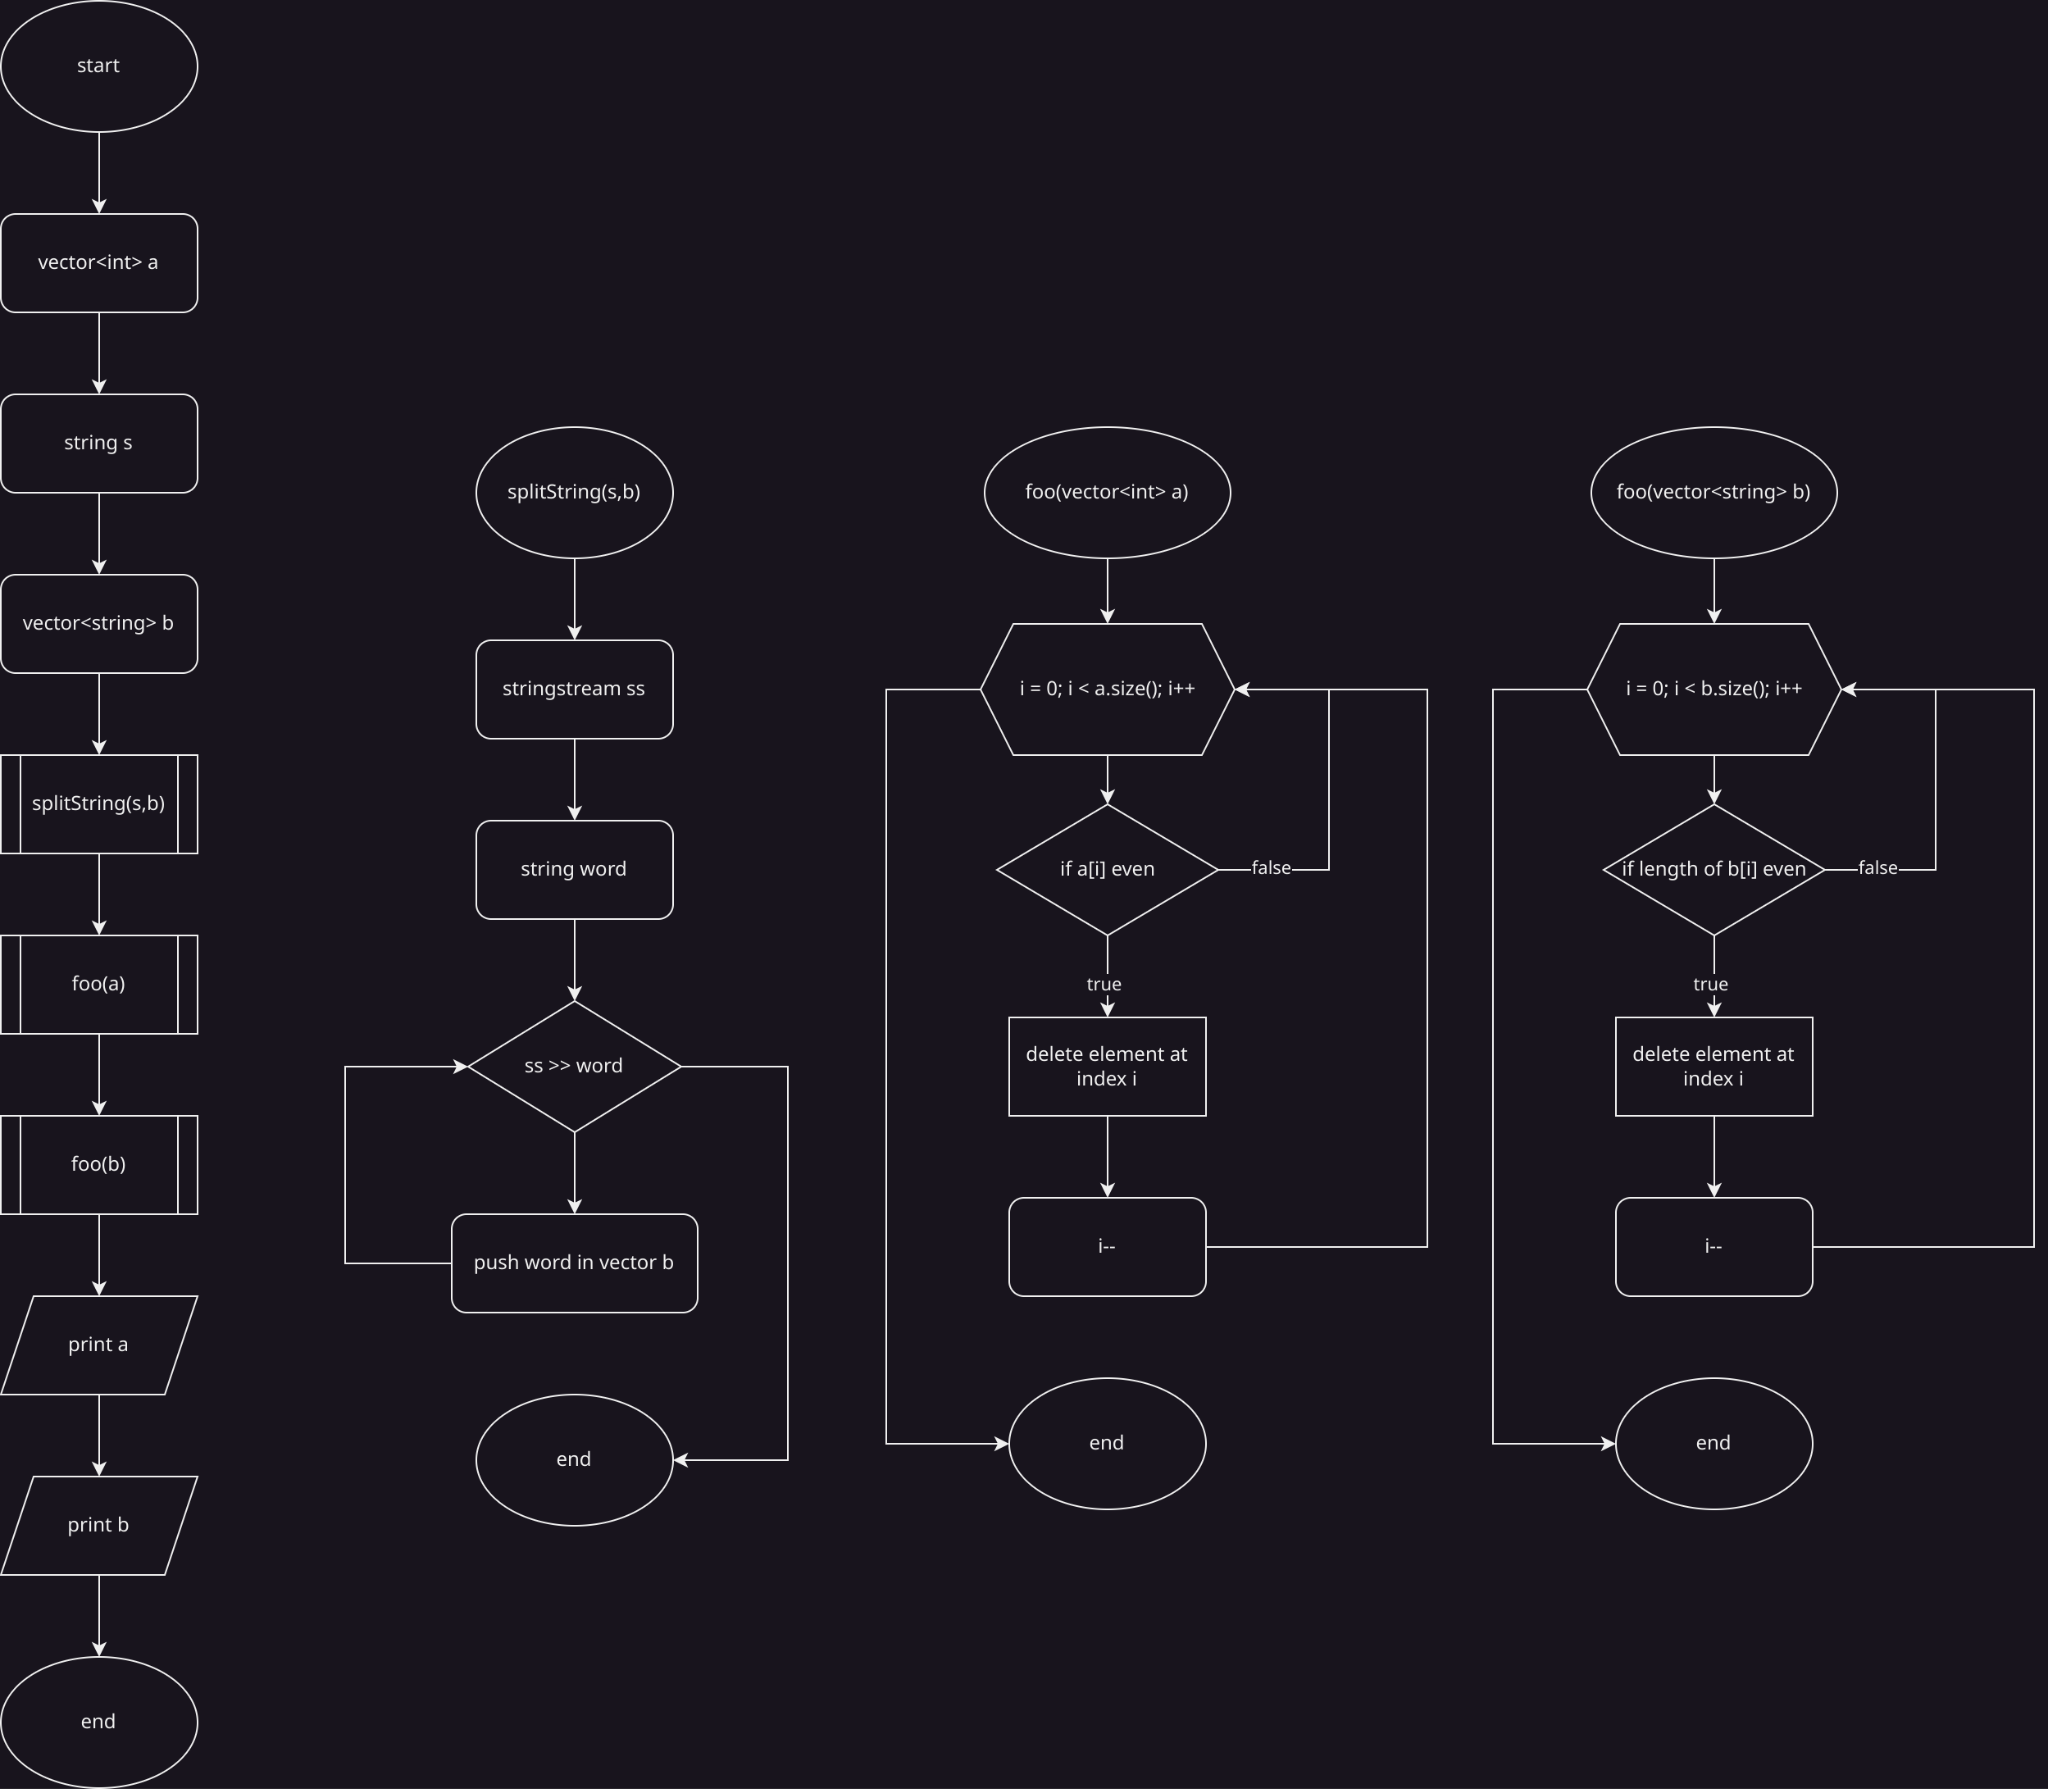 start
vector<int> a
string s
vector<string> b
splitString(s,b)
foo(a)
foo(b)
print a
print b
end
splitString(s,b)
stringstream ss
string word
ss >> word
push word in vector b
end
foo(vector<int> a)
i = 0; i < a.size(); i++
if a[i] even
false
true
delete element at
index i
i--
end
foo(vector<string> b)
i = 0; i < b.size(); i++
if length of b[i] even
false
true
delete element at
index i
i--
end